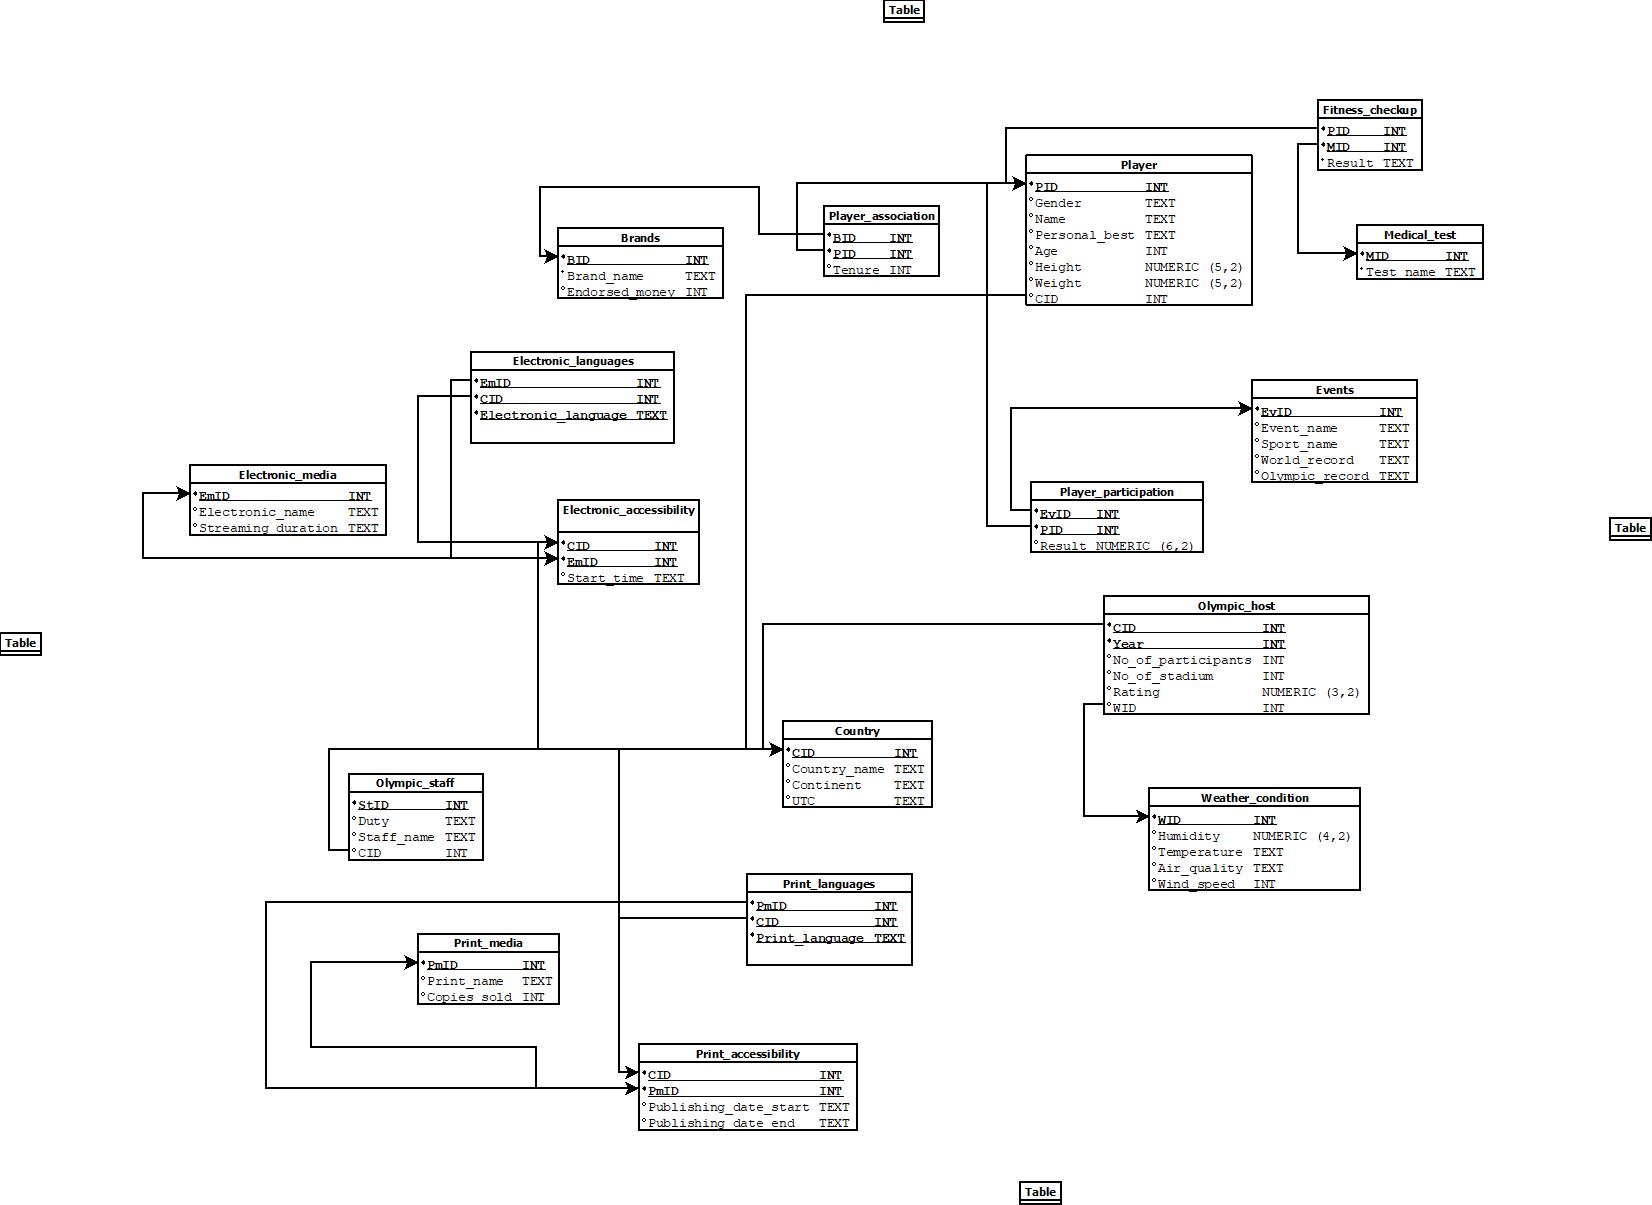 Table
Fitness_checkup
PID INT
MID INT
Result TEXT
Player
PID INT
Gender TEXT
Name TEXT
Personal_best TEXT
Age INT
Height NUMERIC (5,2)
Weight NUMERIC (5,2)
CID INT
Player_association
BID INT
PID INT
Tenure INT
Brands
BID INT
Brand_name TEXT
Endorsed_money INT
Medical_test
MID INT
Test_name TEXT
Electronic_languages
EmID INT
CID INT
Electronic_language TEXT
Events
EvID INT
Event_name TEXT
Sport_name TEXT
World_record TEXT
Olympic_record TEXT
Electronic_media
EmID INT
Electronic_name TEXT
Streaming_duration TEXT
Electronic_accessibility
CID INT
EmID INT
Start_time TEXT
Player_participation
EvID INT
PID INT
Result NUMERIC (6,2)
Table
Olympic_host
CID INT
Year INT
No_of_participants INT
No_of_stadium INT
Rating NUMERIC (3,2)
WID INT
Table
Country
CID INT
Country_name TEXT
Continent TEXT
UTC TEXT
Olympic_staff
StID INT
Duty TEXT
Staff_name TEXT
CID INT
Weather_condition
WID INT
Humidity NUMERIC (4,2)
Temperature TEXT
Air_quality TEXT
Wind_speed INT
Print_languages
PmID INT
CID INT
Print_language TEXT
Print_media
PmID INT
Print_name TEXT
Copies_sold INT
Print_accessibility
CID INT
PmID INT
Publishing_date_start TEXT
Publishing_date_end TEXT
Table